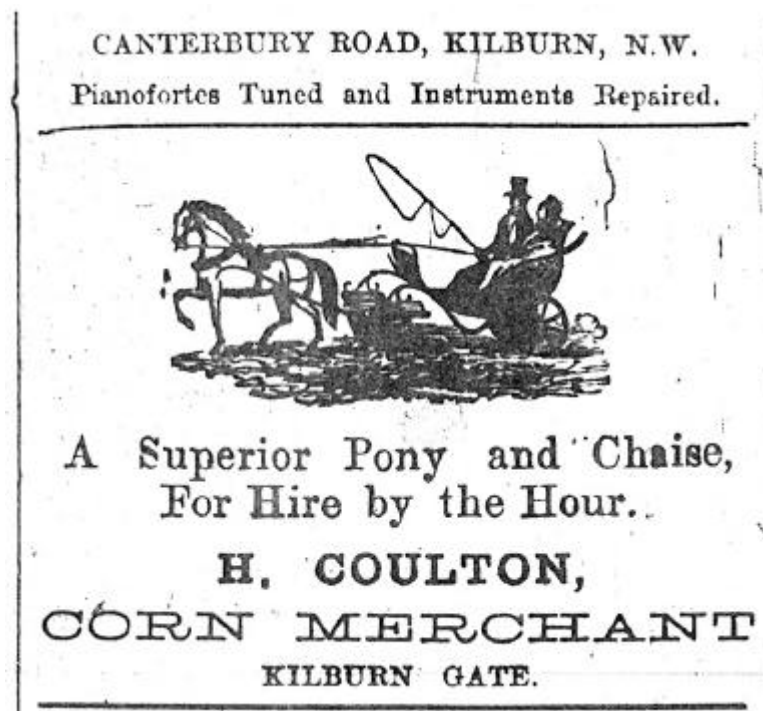 CANTERBURY ROAD, KILBURN, N.W.
Pianofortes Tuned and Instruments Repaired.
A Superior Pony and Chaise,
For Hire by the Hour.
H. COULTON,
CORN MERCHANT
KILBURN GATE.